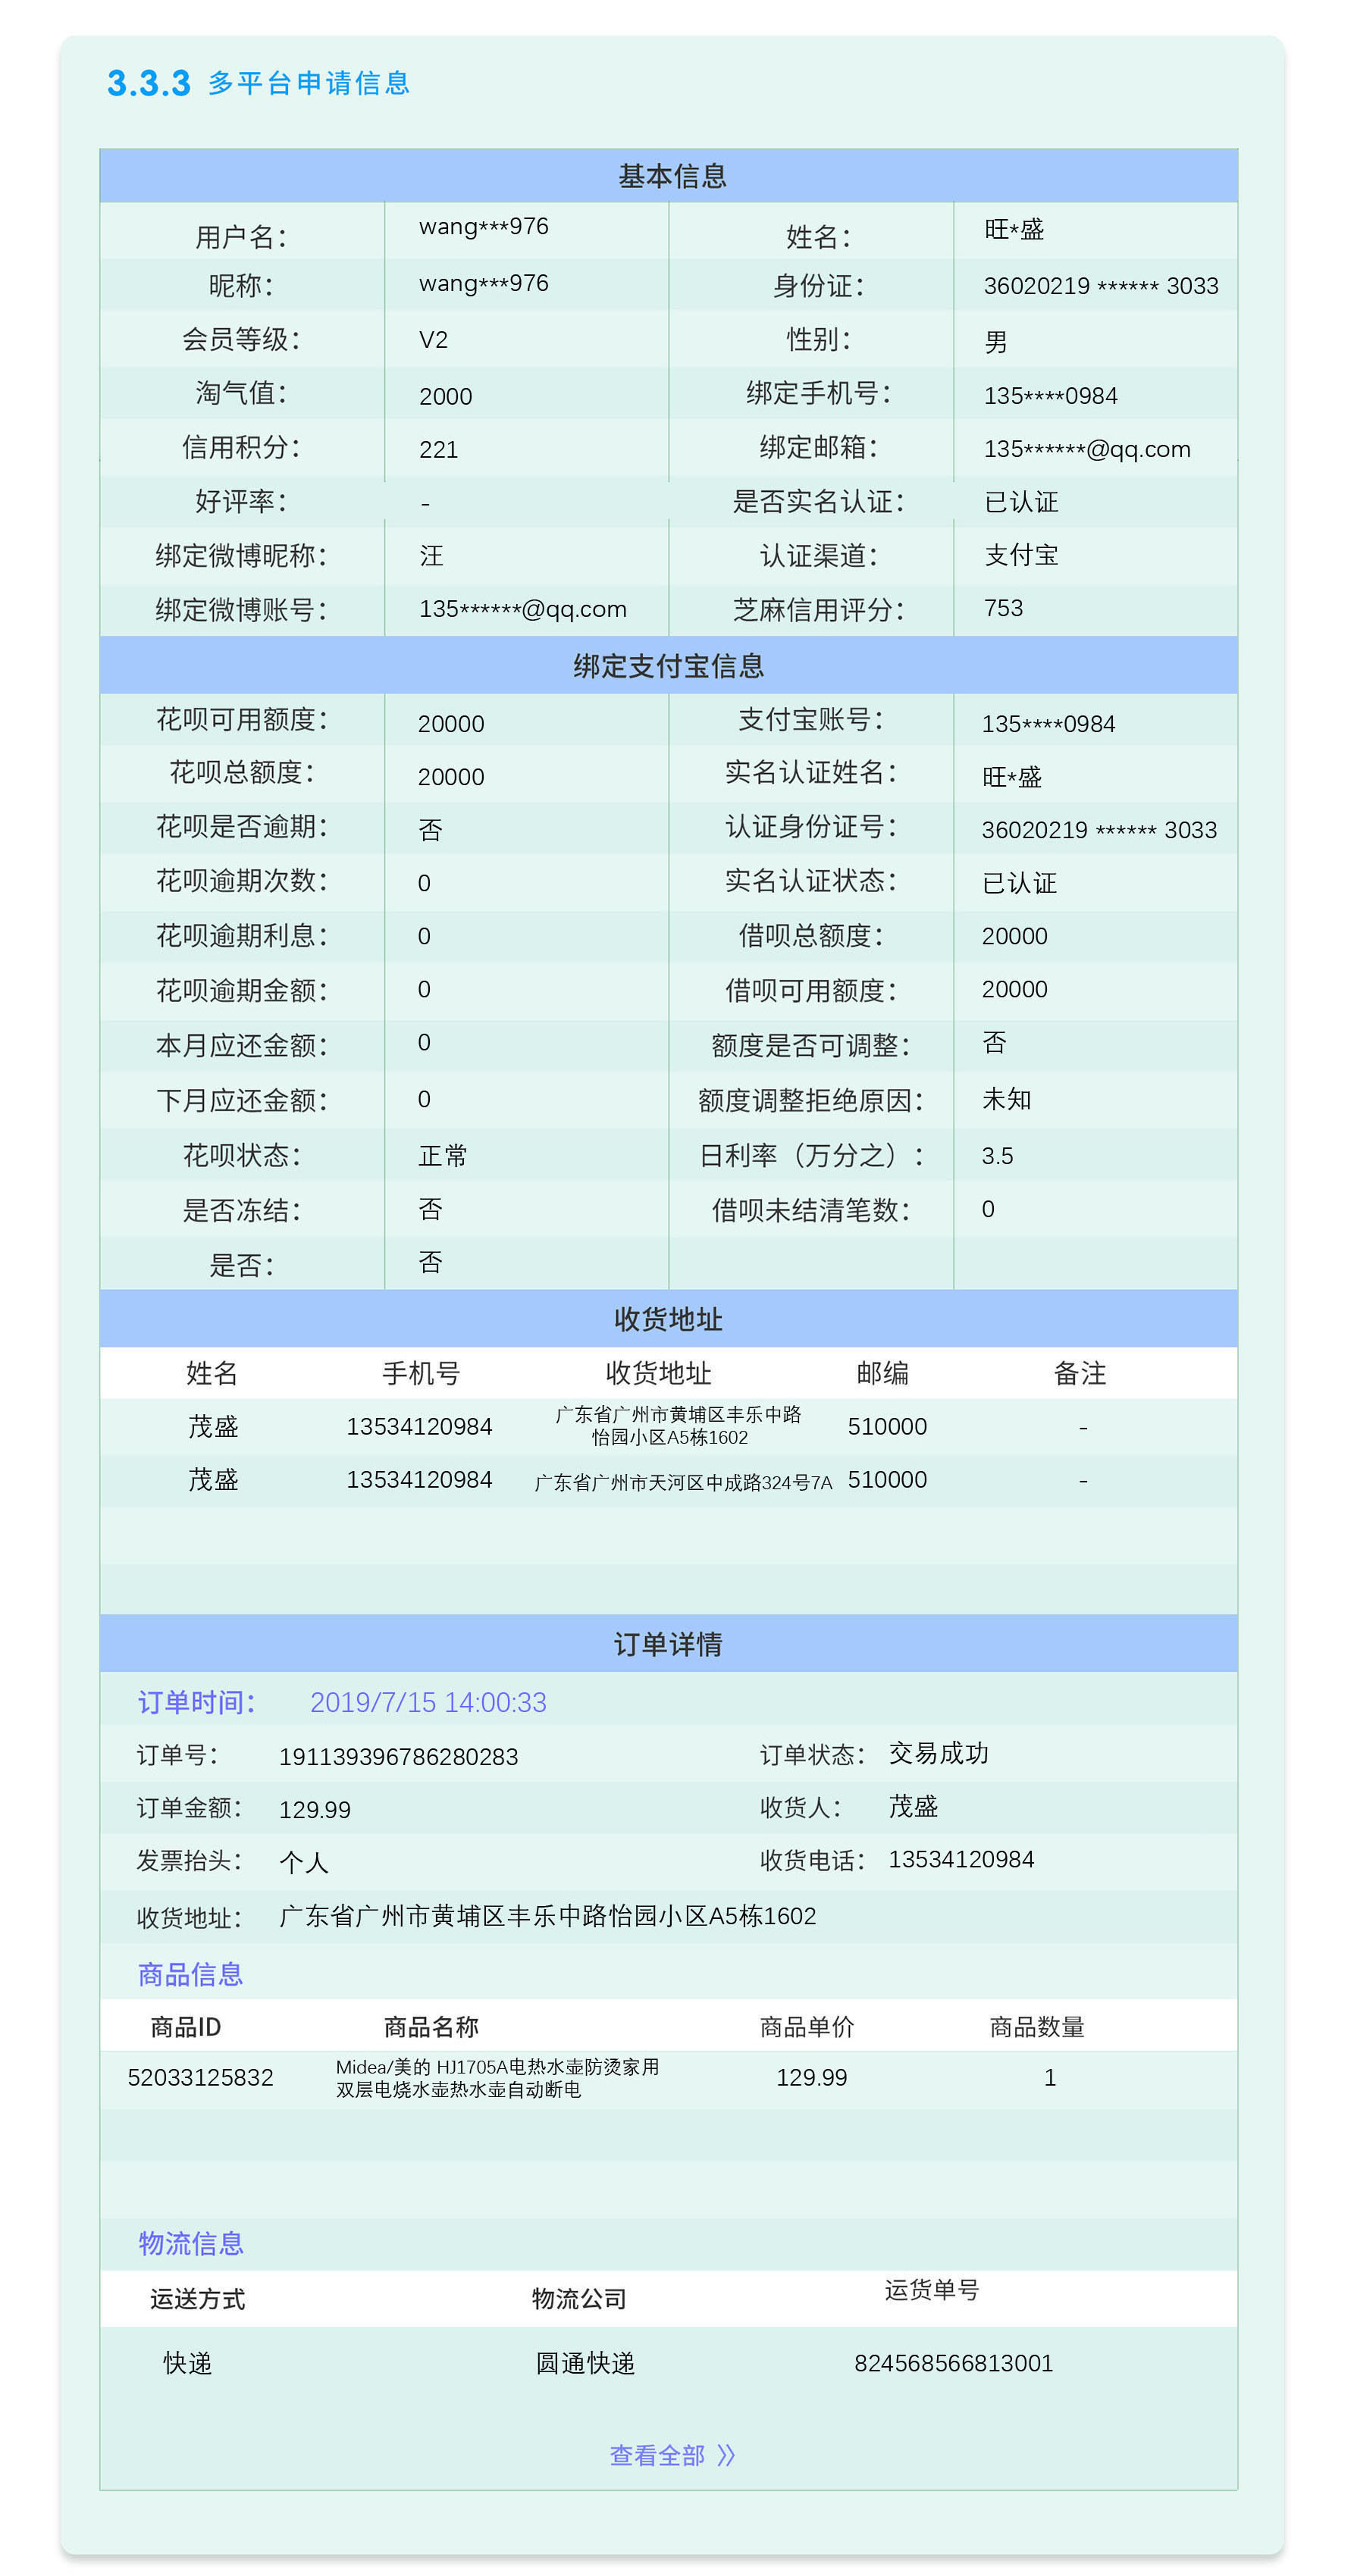 3.3.3 多平台申请信息
基本信息
用户名： wang***976 姓名： 旺*盛
昵称： wang***976 身份证： 36020219 ****** 3033
会员等级： V2 性别： 男
淘气值： 2000 绑定手机号： 135****0984
信用积分： 221 绑定邮箱： 135******@qq.com
好评率： - 是否实名认证： 已认证
绑定微博昵称： 汪 认证渠道： 支付宝
绑定微博账号： 135******@qq.com 芝麻信用评分： 753
绑定支付宝信息
花呗可用额度： 20000 支付宝账号： 135****0984
花呗总额度： 20000 实名认证姓名： 旺*盛
花呗是否逾期： 否 认证身份证号： 36020219 ****** 3033
花呗逾期次数： 0 实名认证状态： 已认证
花呗逾期利息： 0 借呗总额度： 20000
花呗逾期金额： 0 借呗可用额度： 20000
本月应还金额： 0 额度是否可调整： 否
下月应还金额： 0 额度调整拒绝原因： 未知
花呗状态： 正常 日利率（万分之）： 3.5
是否冻结： 否 借呗未结清笔数： 0
是否： 否
收货地址
姓名 手机号 收货地址 邮编 备注
茂盛 13534120984 广东省广州市黄埔区丰乐中路 510000 -
怡园小区A5栋1602
茂盛 13534120984 广东省广州市天河区中成路324号7A 510000 -
订单详情
订单时间： 2019/7/15 14:00:33
订单号： 191139396786280283 订单状态： 交易成功
订单金额： 129.99 收货人： 茂盛
发票抬头： 个人 收货电话： 13534120984
收货地址： 广东省广州市黄埔区丰乐中路怡园小区A5栋1602
商品信息
商品ID 商品名称 商品单价 商品数量
52033125832 Midea/美的 HJ1705A电热水壶防烫家用 129.99 1
双层电烧水壶热水壶自动断电
物流信息
运送方式 物流公司 运货单号
快递 圆通快递 824568566813001
查看全部 》